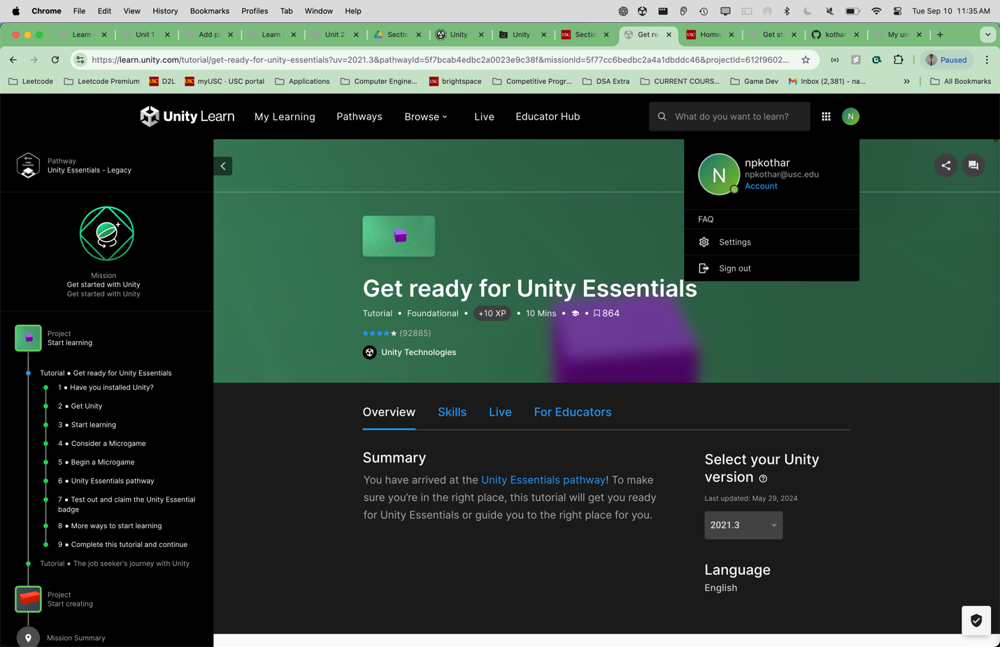 Chrome File Edit View History Bookmarks Profiles Tab Window Help Tue Sep 10 11:35 AM
Learn Unit 1 Add pl Learn Unit 2 Sectio Unity Unity Sectio Get re Home Get st kothar My uni
https://learn.unity.com/tutorial/get-ready-for-unity-essentials?uv=2021.3&pathwayId=5f7bcab4edbc2a0023e9c38f&missionId=5f77cc6bedbc2a4a1dbddc46&projectId=612f9602... Paused
Leetcode Leetcode Premium D2L myUSC · USC portal Applications Computer Engine... brightspace Competitive Progr... DSA Extra CURRENT COURS... Game Dev Inbox (2,381) - na... » All Bookmarks
Unity Learn My Learning Pathways Browse Live Educator Hub What do you want to learn? N
Pathway
Unity Essentials - Legacy
Mission
Get started with Unity
Get started with Unity
Project
Start learning
Tutorial • Get ready for Unity Essentials
1 • Have you installed Unity?
2 • Get Unity
3 • Start learning
4 • Consider a Microgame
5 • Begin a Microgame
6 • Unity Essentials pathway
7 • Test out and claim the Unity Essential
badge
8 • More ways to start learning
9 • Complete this tutorial and continue
Tutorial • The job seeker's journey with Unity
Project
Start creating
Mission Summary
N
npkothar
npkothar@usc.edu
Account
FAQ
Settings
Sign out
Get ready for Unity Essentials
Tutorial • Foundational • +10 XP • 10 Mins • • 864
(92885)
Unity Technologies
Overview Skills Live For Educators
Summary
You have arrived at the Unity Essentials pathway! To make
sure you're in the right place, this tutorial will get you ready
for Unity Essentials or guide you to the right place for you.
Select your Unity
version
Last updated: May 29, 2024
2021.3
Language
English